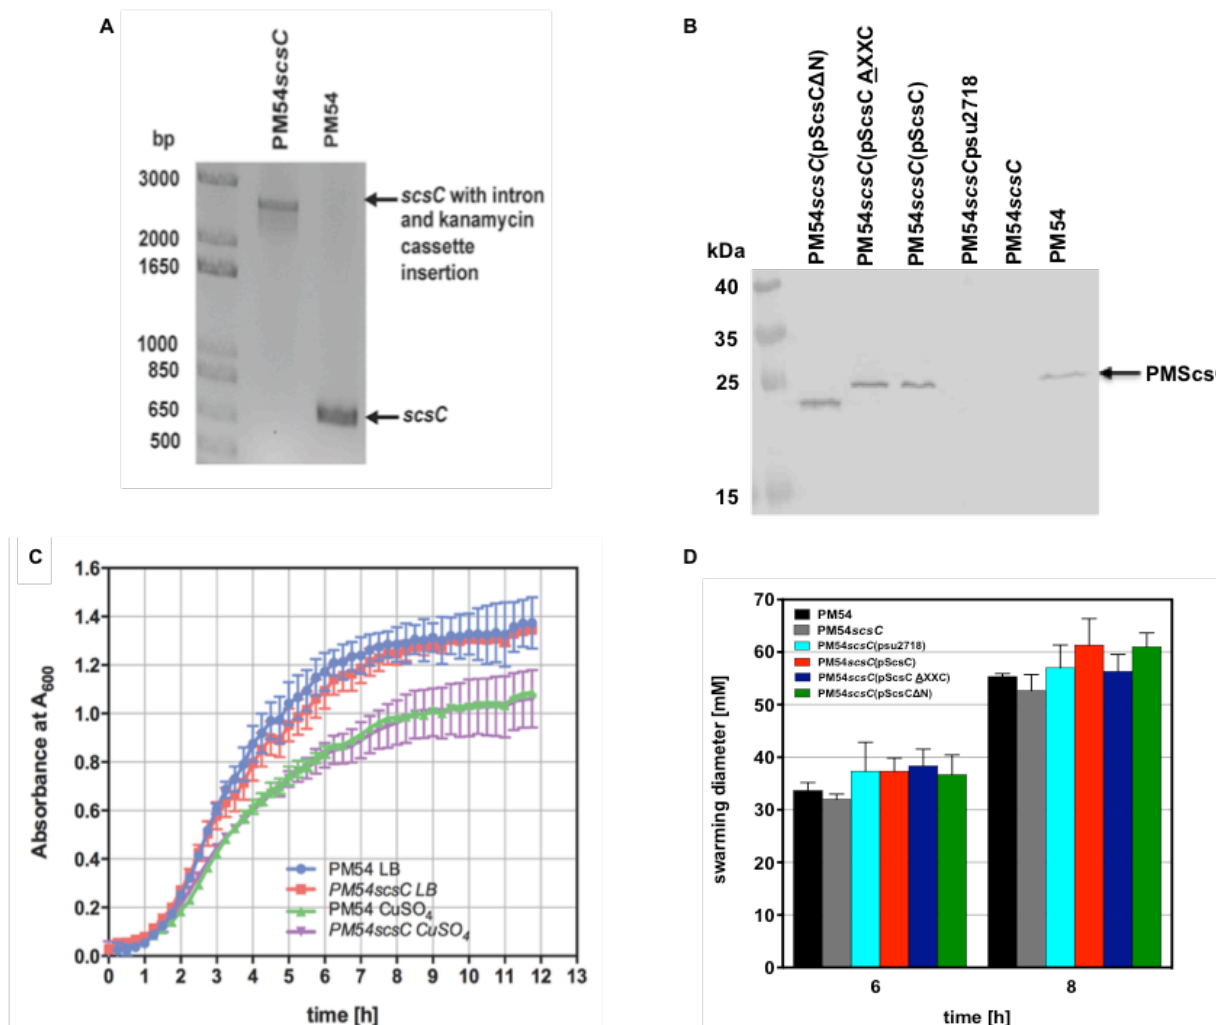 A
PM54scsC
PM54
bp
3000
2000
1650
1000
850
650
500
scsC with intron
and kanamycin
cassette
insertion
scsC
B
PM54scsC(pScsCΔN)
PM54scsC(pScsC AXXC
PM54scsC(pScsC)
PM54scsCpsu2718
PM54scsC
PM54
kDa
40
35
25
15
PMScs
C
Absorbance at A600
1.6
1.4
1.2
1.0
0.8
0.6
0.4
0.2
0.0
0 1 2 3 4 5 6 7 8 9 10 11 12 13
time [h]
PM54 LB
PM54scsC LB
PM54 CuSO4
PM54scsC CuSO4
D
swarming diameter [mM]
70
60
50
40
30
20
10
0
PM54
PM54scsC
PM54scsC(psu2718)
PM54scsC(pScsC)
PM54scsC(pScsC AXXC)
PM54scsC(pScsCΔN)
6 8
time [h]